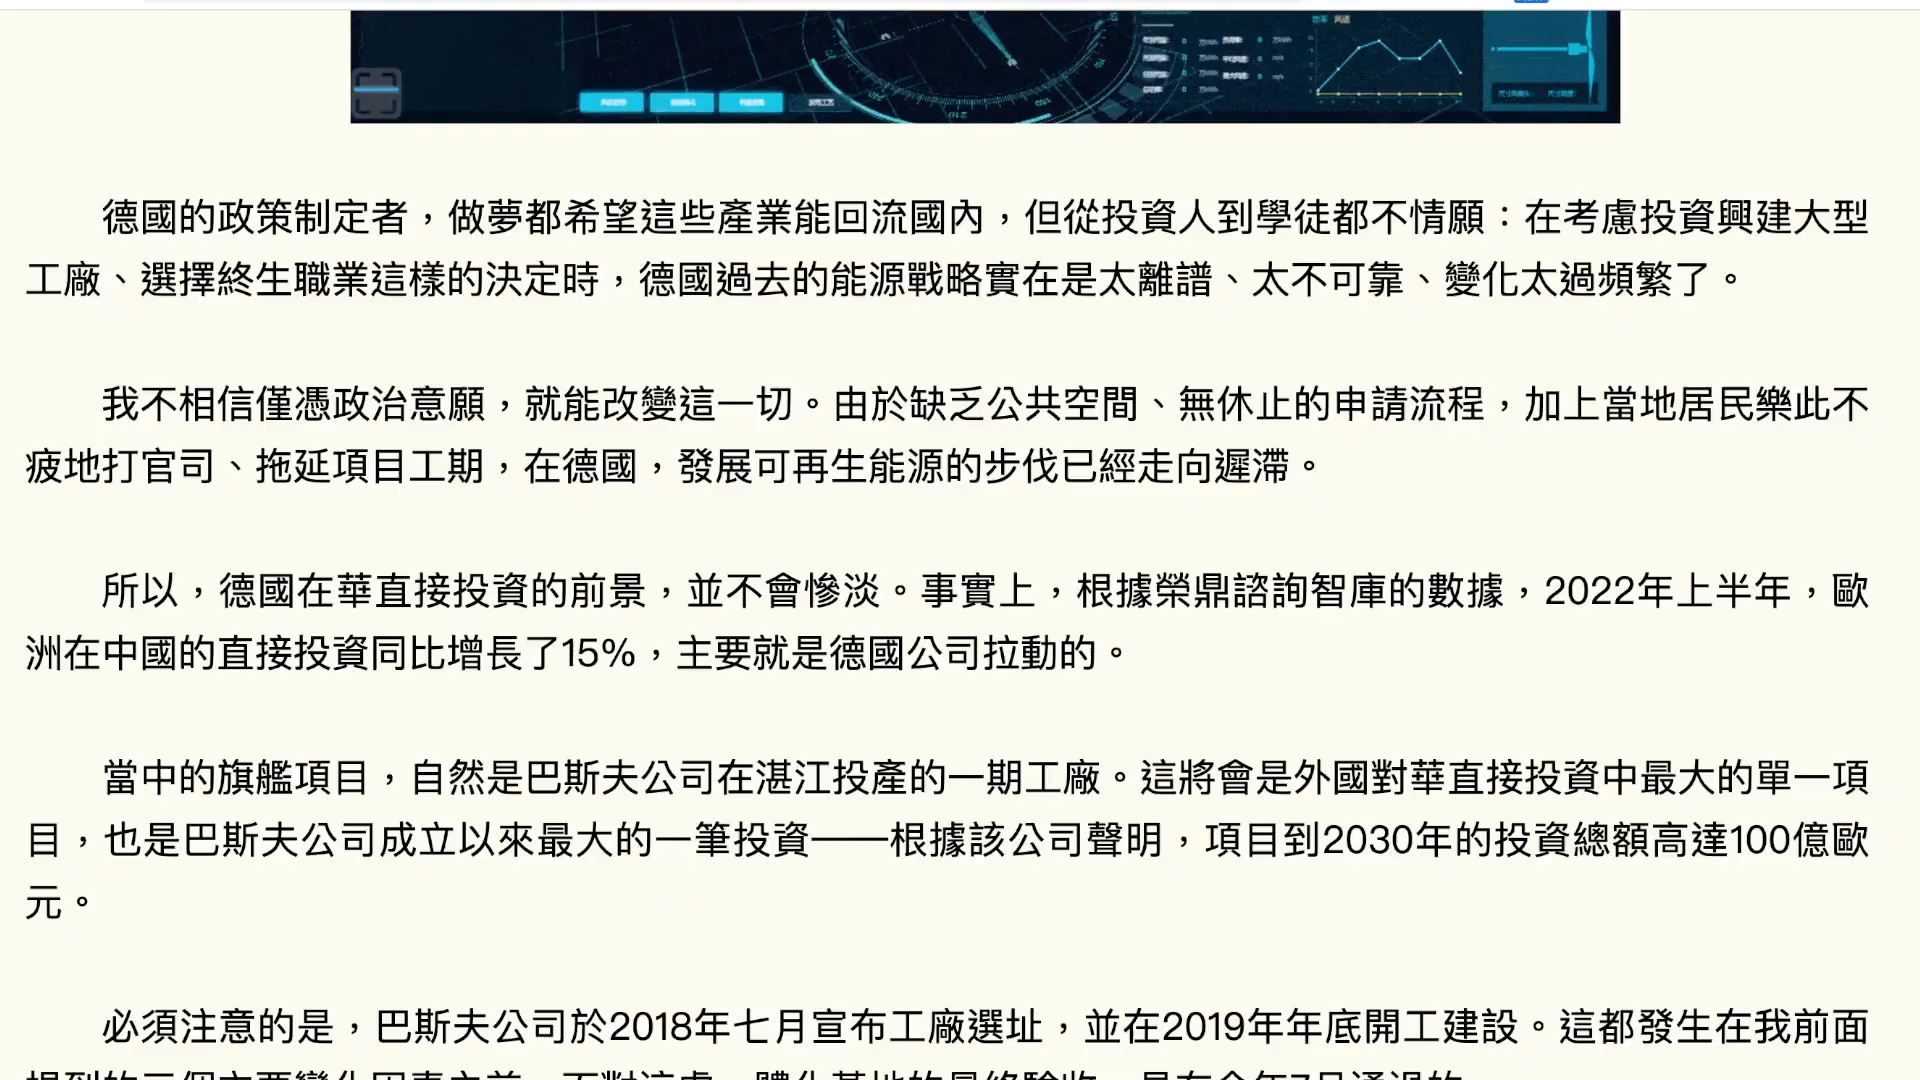 功率 风速
210
德國的政策制定者，做夢都希望這些產業能回流國內，但從投資人到學徒都不情願：在考慮投資興建大型
工廠、選擇終生職業這樣的決定時，德國過去的能源戰略實在是太離譜、太不可靠、變化太過頻繁了。
我不相信僅憑政治意願，就能改變這一切。由於缺乏公共空間、無休止的申請流程，加上當地居民樂此不
疲地打官司、拖延項目工期，在德國，發展可再生能源的步伐已經走向遲滯。
所以，德國在華直接投資的前景，並不會慘淡。事實上，根據榮鼎諮詢智庫的數據，2022年上半年，歐
洲在中國的直接投資同比增長了15%，主要就是德國公司拉動的。
當中的旗艦項目，自然是巴斯夫公司在湛江投產的一期工廠。這將會是外國對華直接投資中最大的單一項
目，也是巴斯夫公司成立以來最大的一筆投資——根據該公司聲明，項目到2030年的投資總額高達100億歐
元。
必須注意的是，巴斯夫公司於2018年七月宣布工廠選址，並在2019年年底開工建設。這都發生在我前面